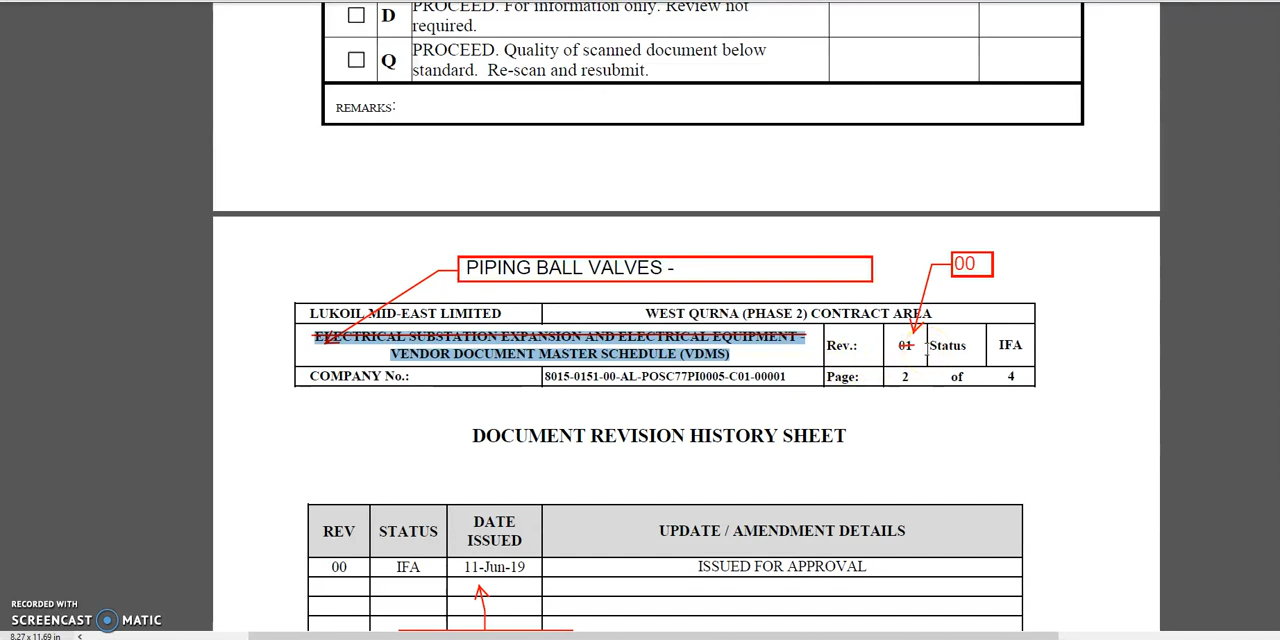 D PROCEED. For information only. Review not
required.
Q PROCEED. Quality of scanned document below
standard. Re-scan and resubmit.
REMARKS:
PIPING BALL VALVES -
00
LUKOIL MID-EAST LIMITED WEST QURNA (PHASE 2) CONTRACT AREA
ELECTRICAL SUBSTATION EXPANSION AND ELECTRICAL EQUIPMENT -
VENDOR DOCUMENT MASTER SCHEDULE (VDMS)
Rev.: 01 Status IFA
COMPANY No.: 8015-0151-00-AL-POSC77PI0005-C01-00001 Page: 2 of 4
DOCUMENT REVISION HISTORY SHEET
REV STATUS DATE ISSUED UPDATE / AMENDMENT DETAILS
00 IFA 11-Jun-19 ISSUED FOR APPROVAL
RECORDED WITH
SCREENCAST MATIC
8.27 x 11.69 in